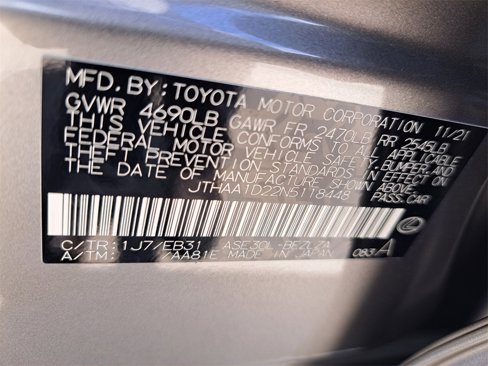 MFD. BY: TOYOTA MOTOR CORPORATION 11/21
GVWR 4690LB GAWR FR 2470LB RR 2545LB
THIS VEHICLE CONFORMS TO ALL APPLICABLE
FEDERAL MOTOR VEHICLE SAFETY, BUMPER, AND
THEFT PREVENTION STANDARDS IN EFFECT ON
THE DATE OF MANUFACTURE SHOWN ABOVE.
JTHAA1D22N5118448 PASS.CAR
C/TR: 1J7/EB31 ASE30L-BEZLZA
A/TM: /AA81E MADE IN JAPAN 083 A